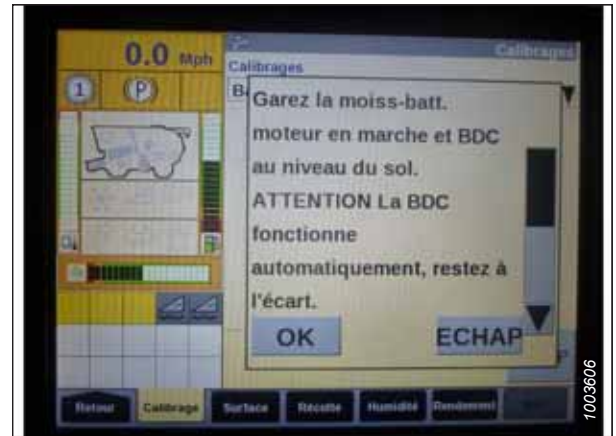 0.0 Mph
Calibrages
Calibrages
1
(P)
Garez la moiss-batt.
moteur en marche et BDC
au niveau du sol.
ATTENTION La BDC
fonctionne
automatiquement, restez à
l'écart.
OK ECHAP
Retour Calibrage Surface Récolte Humidité Rendement
1003606